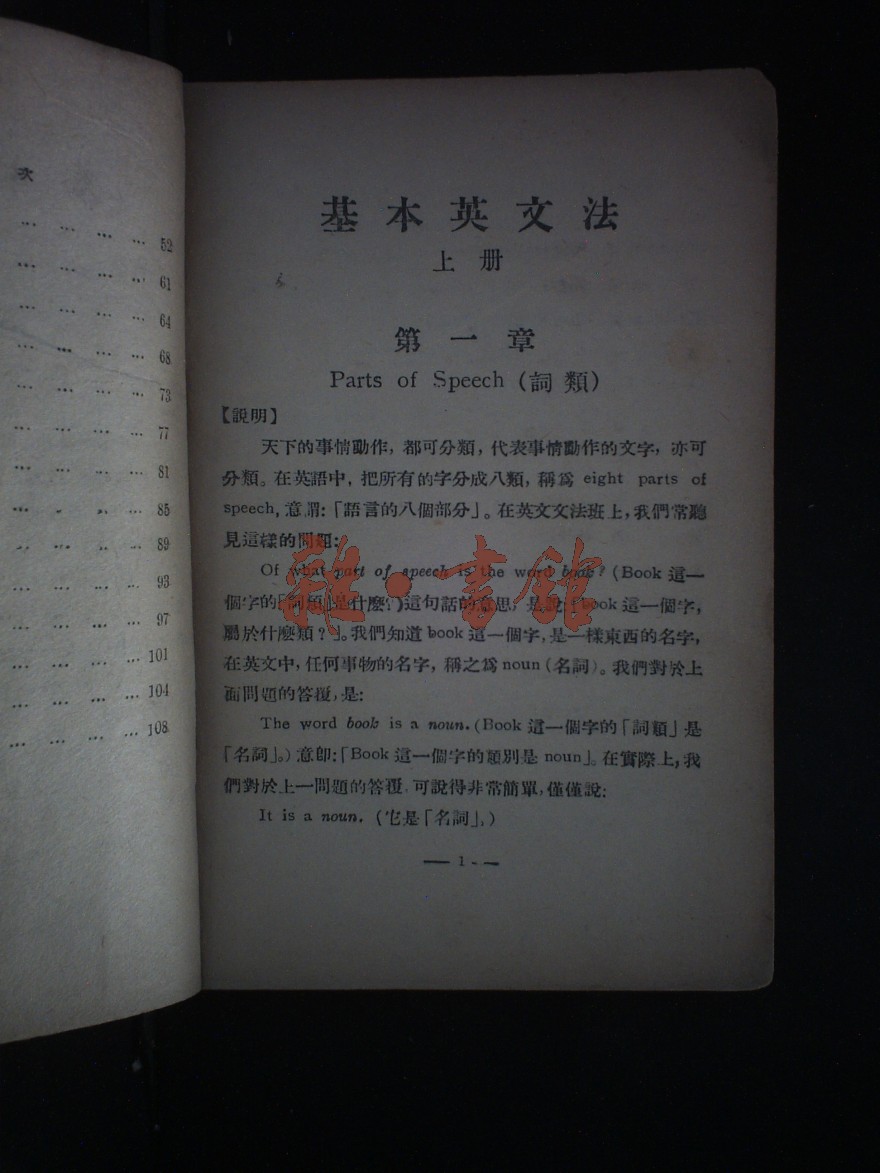 次
… … … … 52
… … … … 61
… … … … 64
… … … … 68
… … … … 73
… … … … 77
… … … … 81
… … … … 85
… … … … 89
… … … … 93
… … … … 97
… … … … 101
… … … … 104
… … … … 108
基本英文法
上册
第一章
Parts of Speech (詞類)
【說明】
天下的事情動作，都可分類，代表事情動作的文字，亦可
分類。在英語中，把所有的字分成八類，稱爲 eight parts of
speech, 意謂:「語言的八個部分」。在英文文法班上，我們常聽
見這樣的問題:
Of what part of speech is the word book? (Book 這一
個字的「詞類」是什麼?)這句話的意思，是說:「Book 這一個字，
屬於什麼類？」。我們知道 book 這一個字，是一樣東西的名字，
在英文中，任何事物的名字，稱之爲 noun (名詞)。我們對於上
面問題的答覆，是:
The word book is a noun. (Book 這一個字的「詞類」是
「名詞」。) 意即:「Book 這一個字的類別是 noun」。在實際上，我
們對於上一問題的答覆，可說得非常簡單，僅僅說:
It is a noun. (它是「名詞」。)
— 1 —
雜·書館